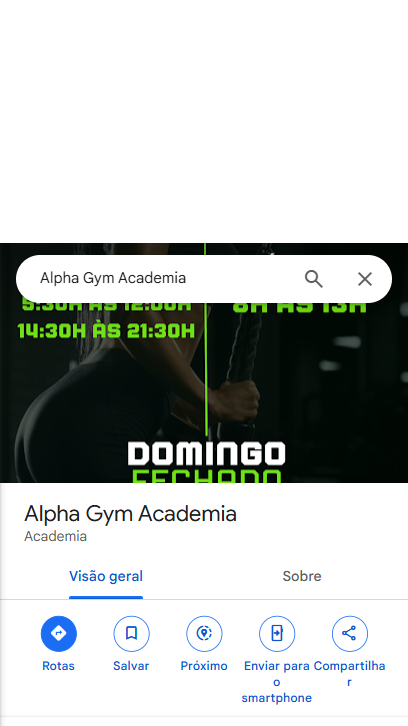 Alpha Gym Academia
5:30H ÀS 12:00H
8H ÀS 13H
14:30H ÀS 21:30H
DOMINGO
FECHADO
Alpha Gym Academia
Academia
Visão geral
Sobre
Rotas
Salvar
Próximo
Enviar para
o
smartphone
Compartilha
r